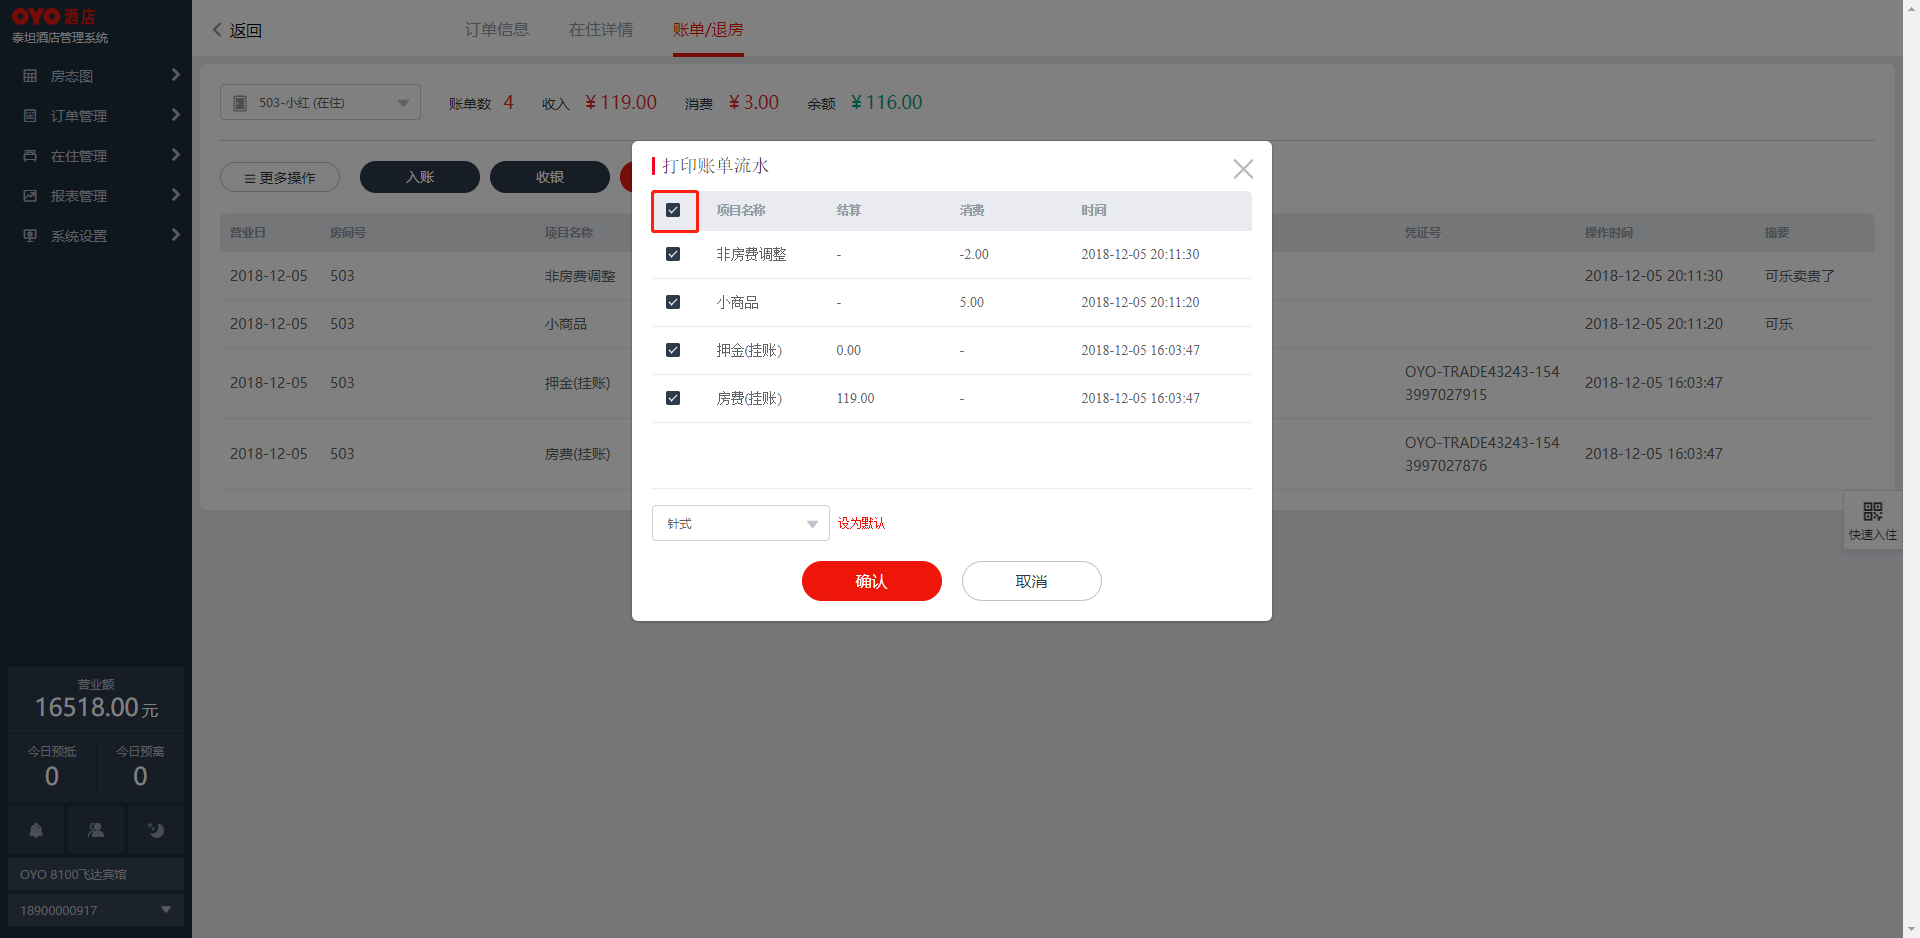 OYO 酒店
泰坦酒店管理系统
房态图
订单管理
在住管理
报表管理
系统设置
营业额
16518.00元
今日预抵 今日预离
0 0
OYO 8100飞达宾馆
18900000917
返回 订单信息 在住详情 账单/退房
503-小红 (在住) 账单数 4 收入 ¥119.00 消费 ¥3.00 余额 ¥116.00
更多操作 入账 收银
营业日 房间号 项目名称 凭证号 操作时间 摘要
2018-12-05 503 非房费调整 2018-12-05 20:11:30 可乐卖贵了
2018-12-05 503 小商品 2018-12-05 20:11:20 可乐
2018-12-05 503 押金(挂账) OYO-TRADE43243-154
3997027915 2018-12-05 16:03:47
2018-12-05 503 房费(挂账) OYO-TRADE43243-154
3997027876 2018-12-05 16:03:47
打印账单流水
项目名称 结算 消费 时间
非房费调整 - -2.00 2018-12-05 20:11:30
小商品 - 5.00 2018-12-05 20:11:20
押金(挂账) 0.00 - 2018-12-05 16:03:47
房费(挂账) 119.00 - 2018-12-05 16:03:47
针式 设为默认
确认 取消
快速入住